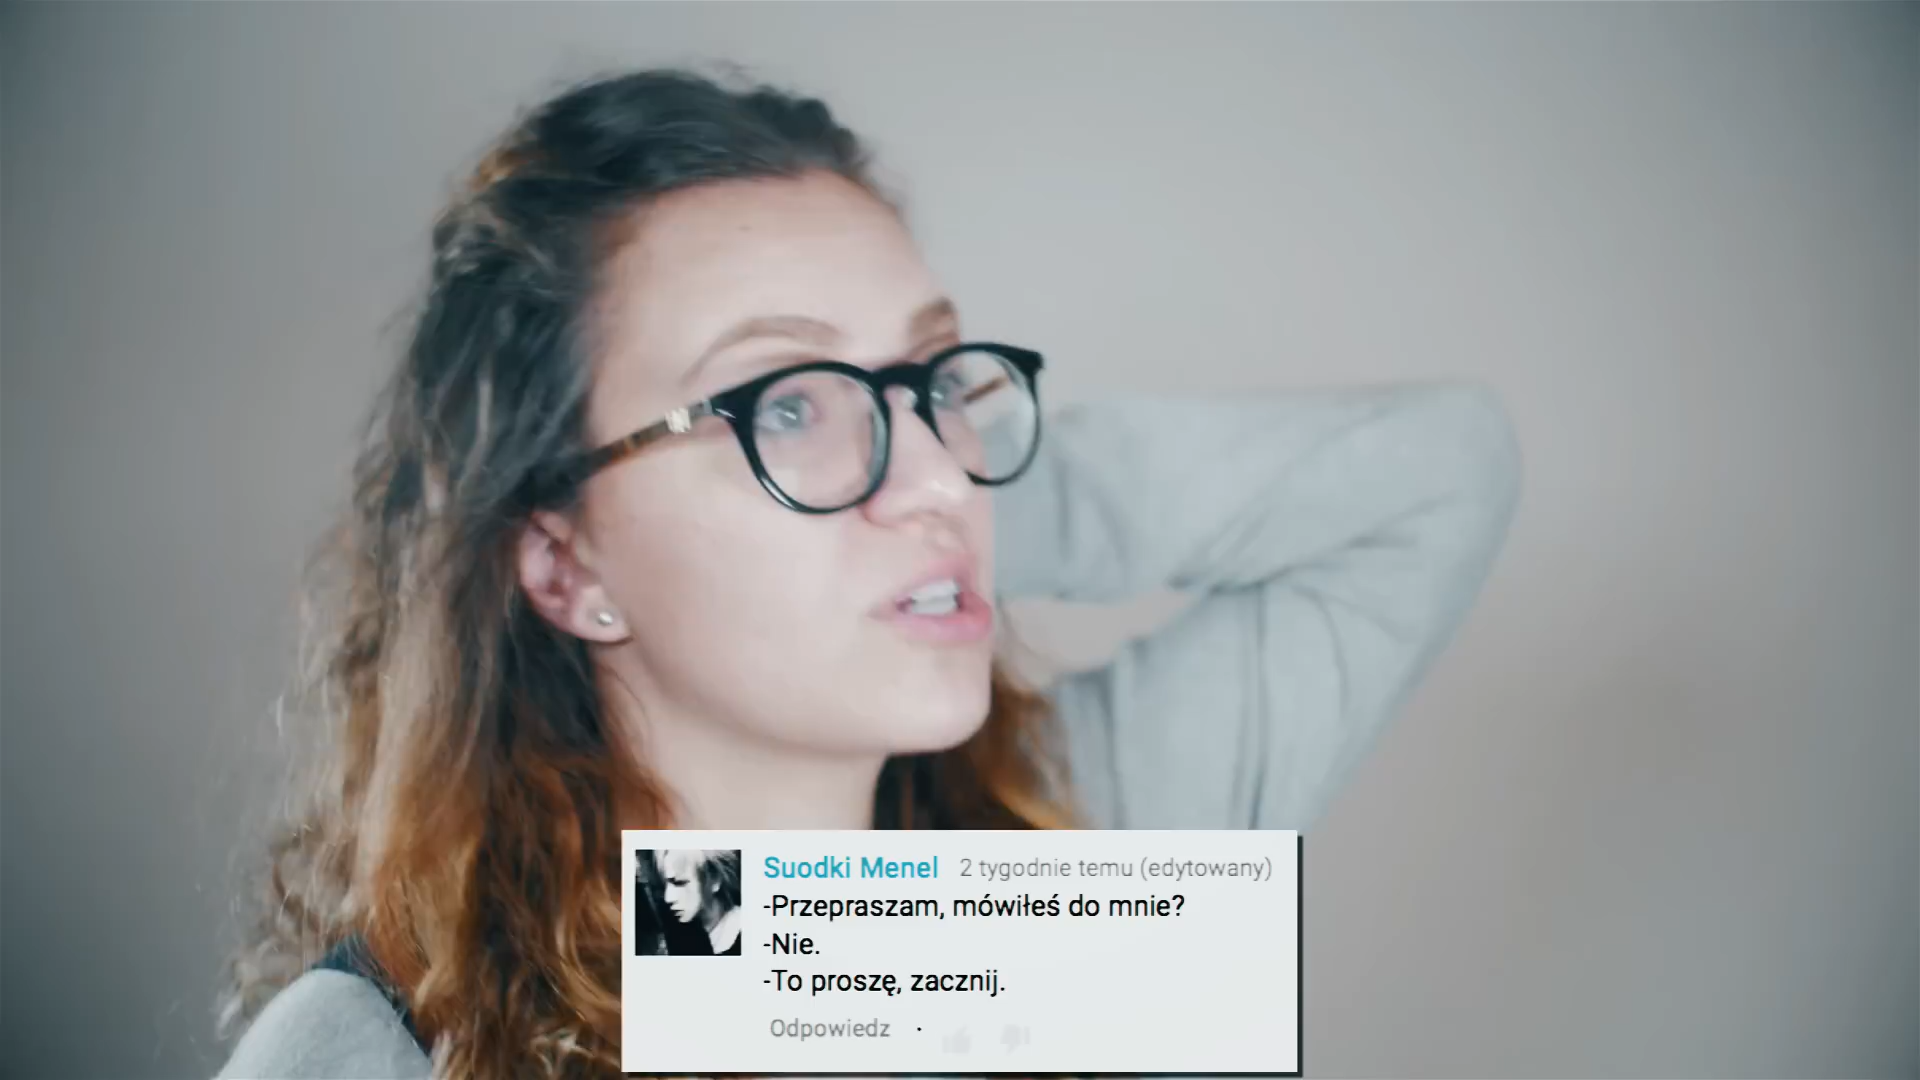 Suodki Menel 2 tygodnie temu (edytowany)
-Przepraszam, mówiłeś do mnie?
-Nie.
-To proszę, zacznij.
Odpowiedz ·